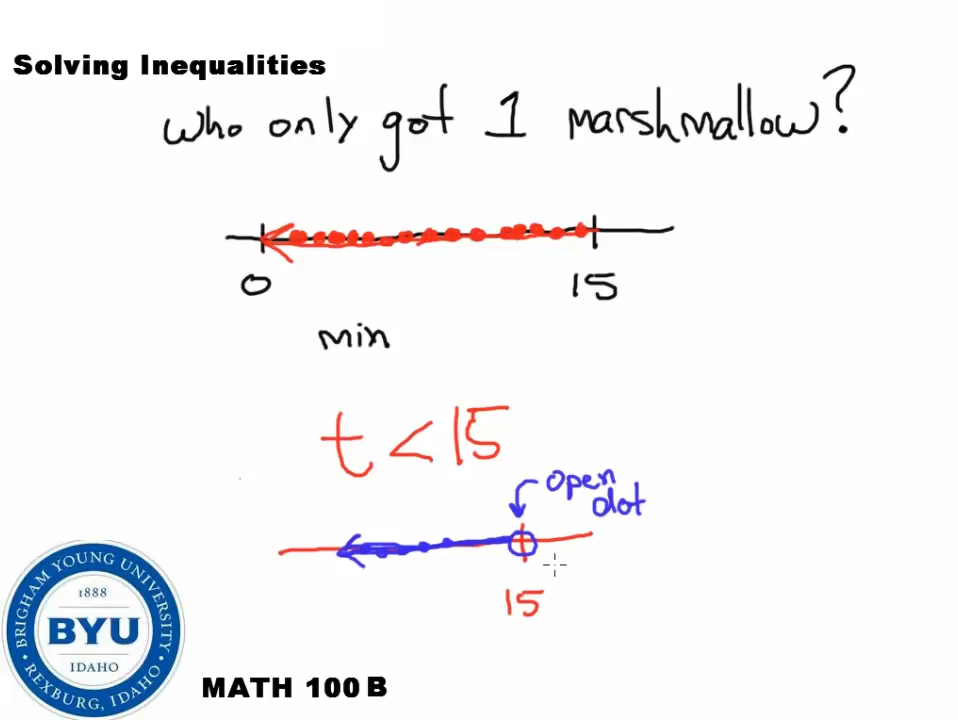 Solving Inequalities
who only got 1 marshmallow?
0 15
min
t < 15
open
dot
15
BRIGHAM YOUNG UNIVERSITY
1888
BYU
IDAHO
REXBURG, IDAHO
MATH 100 B